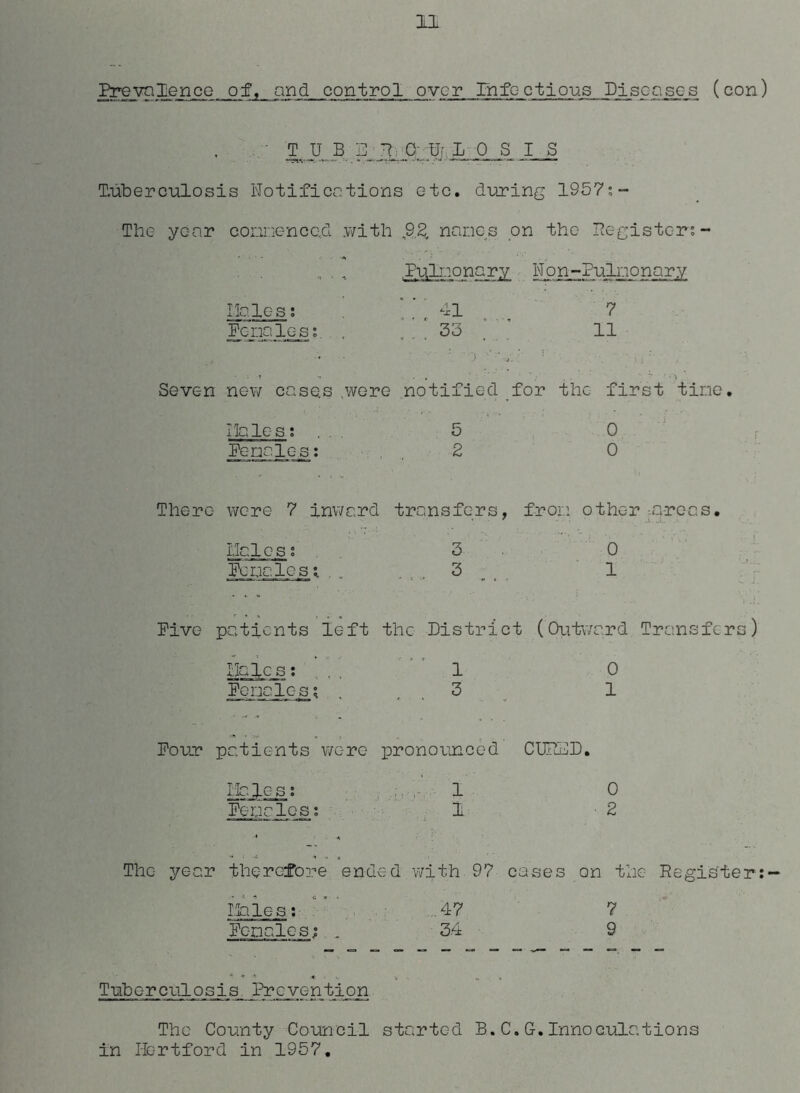 11
Prevalence of, and control over Infectious Diseases (con)
T U B E R C U L O S I S
Tuberculosis Notifications etc. during 1957:-
The year commenced with 92 names on the Register:-
Pulmonary Non-Pulmonary
Males: 41 7
Females: 33 11
Seven new cases were notified for the first time.
Males: 5 0
Females: 2 0
There were 7 inward transfers, from other areas.
Males: 3 0
Females: 3 1
Five patients left the District (Outward Transfers)
Males: 1 0
Females: 3 1
Four patients were pronounced CURED.
Males: 1 0
Females: 1 2
The year therefore ended with 97 cases on the Register:-
Males: 47 7
Females: 34 9
Tuberculosis Prevention
The County Council started B.C.G.Innoculations
in Hertford in 1957.